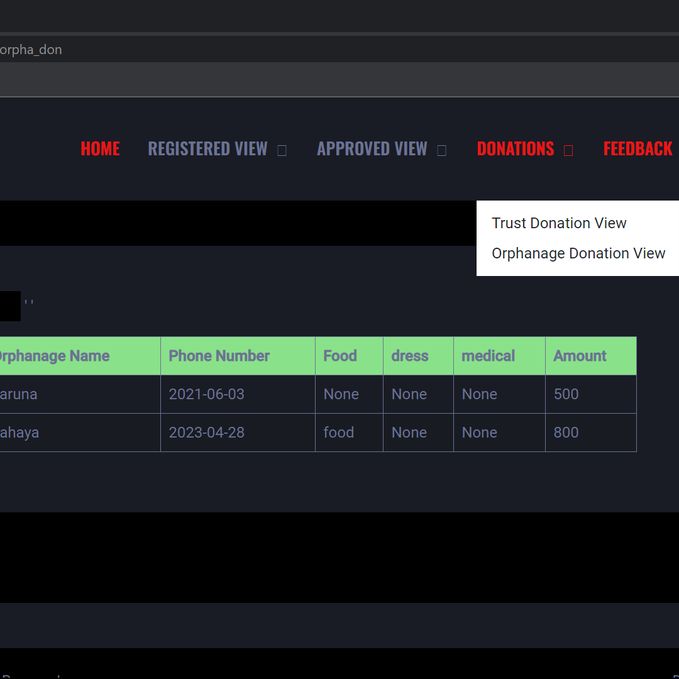 orpha_don
HOME REGISTERED VIEW APPROVED VIEW DONATIONS FEEDBACK
Trust Donation View
Orphanage Donation View
''
Orphanage Name Phone Number Food dress medical Amount
aruna 2021-06-03 None None None 500
ahaya 2023-04-28 food None None 800